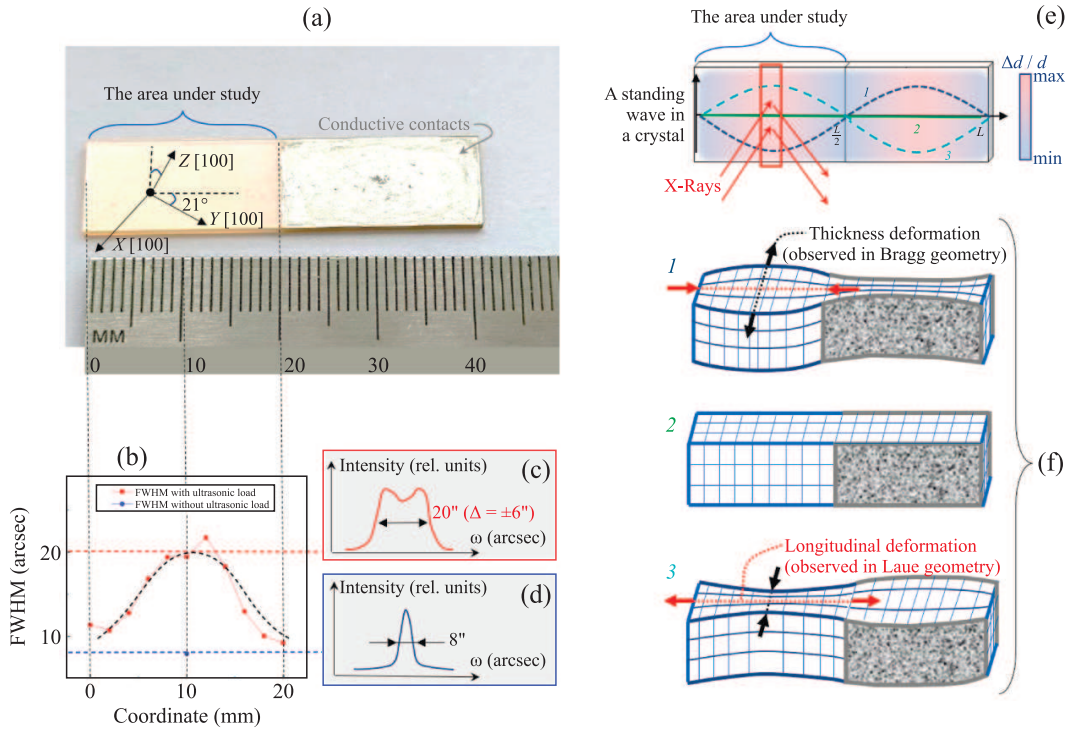 (a)
The area under study
Conductive contacts
Z [100]
21°
Y [100]
X [100]
MM
0 10 20 30 40
(b)
FWHM with ultrasonic load
FWHM without ultrasonic load
FWHM (arcsec)
20
10
0 10 20
Coordinate (mm)
(c)
Intensity (rel. units)
20" (Δ = ±6")
ω (arcsec)
(d)
Intensity (rel. units)
8"
ω (arcsec)
(e)
The area under study
Δd / d
max
min
A standing
wave in
a crystal
1
L/2
2
L
3
X-Rays
1
Thickness deformation
(observed in Bragg geometry)
2
(f)
3
Longitudinal deformation
(observed in Laue geometry)